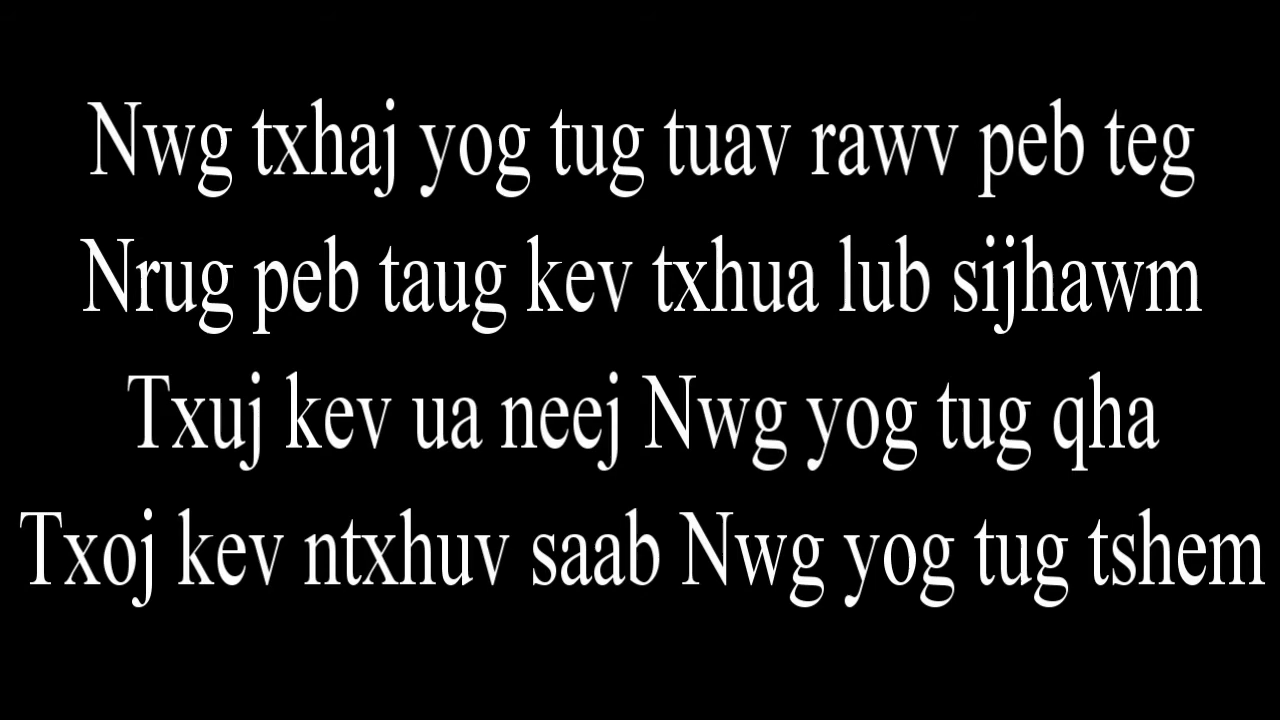 Nwg txhaj yog tug tuav rawv peb teg
Nrug peb taug kev txhua lub sijhawm
Txuj kev ua neej Nwg yog tug qha
Txoj kev ntxhuv saab Nwg yog tug tshem